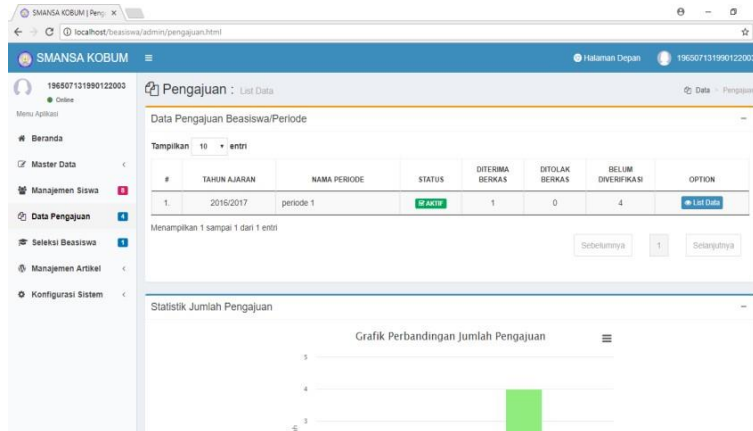 SMANSA KOBUM | Peng
localhost/beasiswa/admin/pengajuan.html
SMANSA KOBUM
Halaman Depan
196507131990122003
196507131990122003
Online
Menu Aplikasi
Beranda
Master Data
Manajemen Siswa
Data Pengajuan 4
Seleksi Beasiswa 1
Manajemen Artikel
Konfigurasi Sistem
Pengajuan : List Data
Data > Pengajuan
Data Pengajuan Beasiswa/Periode
Tampilkan 10 entri
# TAHUN AJARAN NAMA PERIODE STATUS DITERIMA BERKAS DITOLAK BERKAS BELUM DIVERIFIKASI OPTION
1. 2016/2017 periode 1 AKTIF 1 0 4 List Data
Menampilkan 1 sampai 1 dari 1 entri
Sebelumnya 1 Selanjutnya
Statistik Jumlah Pengajuan
Grafik Perbandingan Jumlah Pengajuan
5
4
3